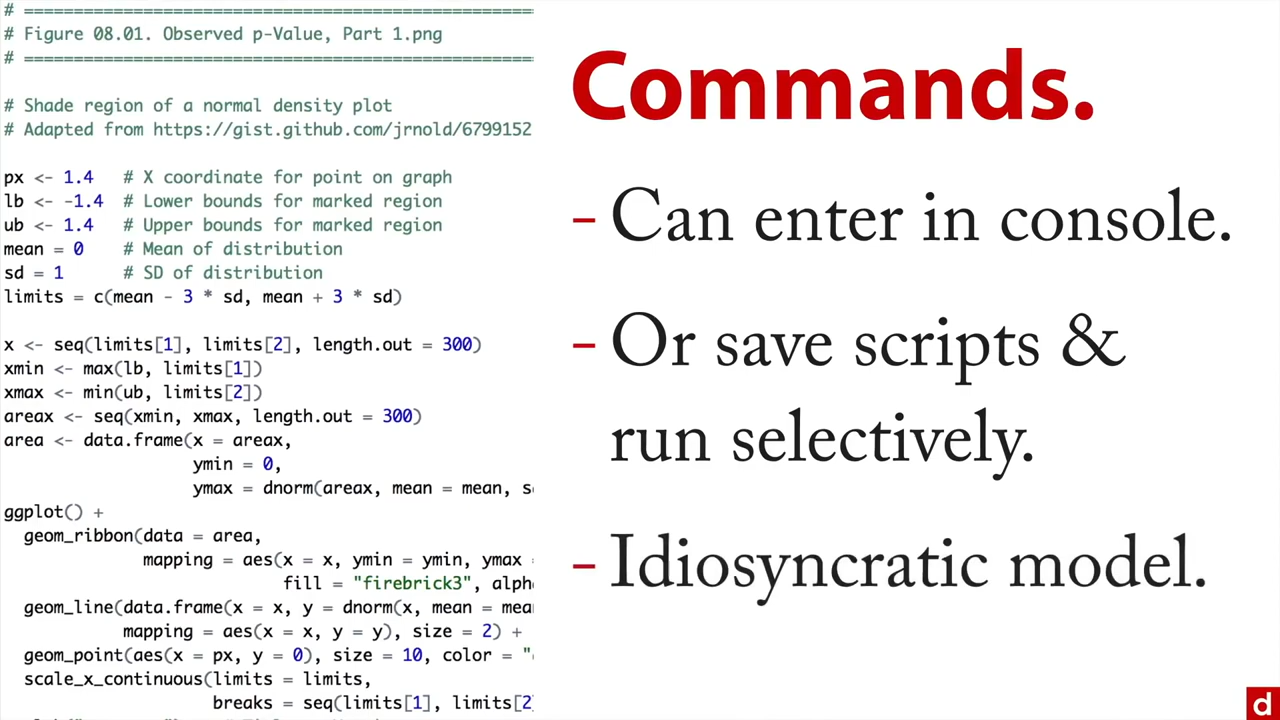 # ====================================================
# Figure 08.01. Observed p-Value, Part 1.png
# ====================================================
# Shade region of a normal density plot
# Adapted from https://gist.github.com/jrnold/6799152
px <- 1.4   # X coordinate for point on graph
lb <- -1.4  # Lower bounds for marked region
ub <- 1.4   # Upper bounds for marked region
mean = 0    # Mean of distribution
sd = 1      # SD of distribution
limits = c(mean - 3 * sd, mean + 3 * sd)
x <- seq(limits[1], limits[2], length.out = 300)
xmin <- max(lb, limits[1])
xmax <- min(ub, limits[2])
areax <- seq(xmin, xmax, length.out = 300)
area <- data.frame(x = areax,
                   ymin = 0,
                   ymax = dnorm(areax, mean = mean, s
ggplot() +
  geom_ribbon(data = area,
              mapping = aes(x = x, ymin = ymin, ymax =
                            fill = "firebrick3", alph
  geom_line(data.frame(x = x, y = dnorm(x, mean = mea
            mapping = aes(x = x, y = y), size = 2) +
  geom_point(aes(x = px, y = 0), size = 10, color = "
  scale_x_continuous(limits = limits,
                     breaks = seq(limits[1], limits[2
Commands.
– Can enter in console.
– Or save scripts &
run selectively.
– Idiosyncratic model.
d